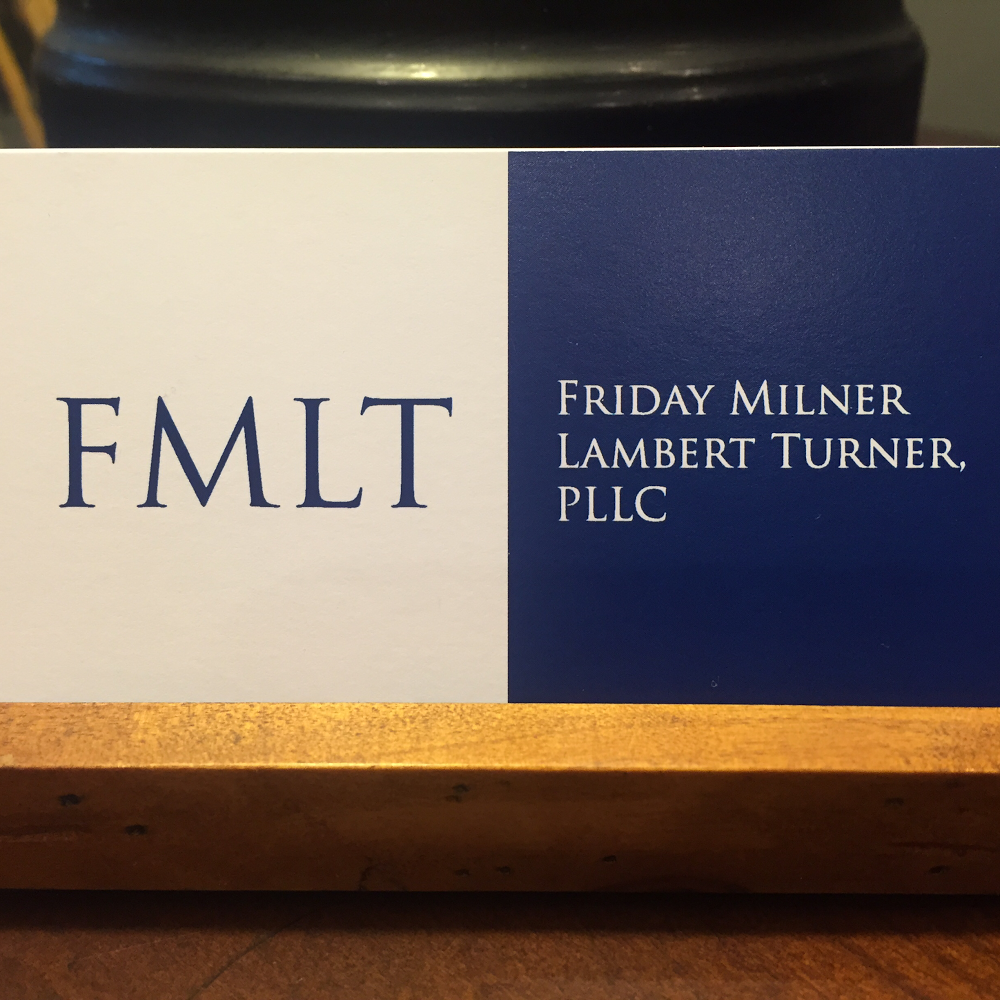 FMLT
FRIDAY MILNER
LAMBERT TURNER,
PLLC